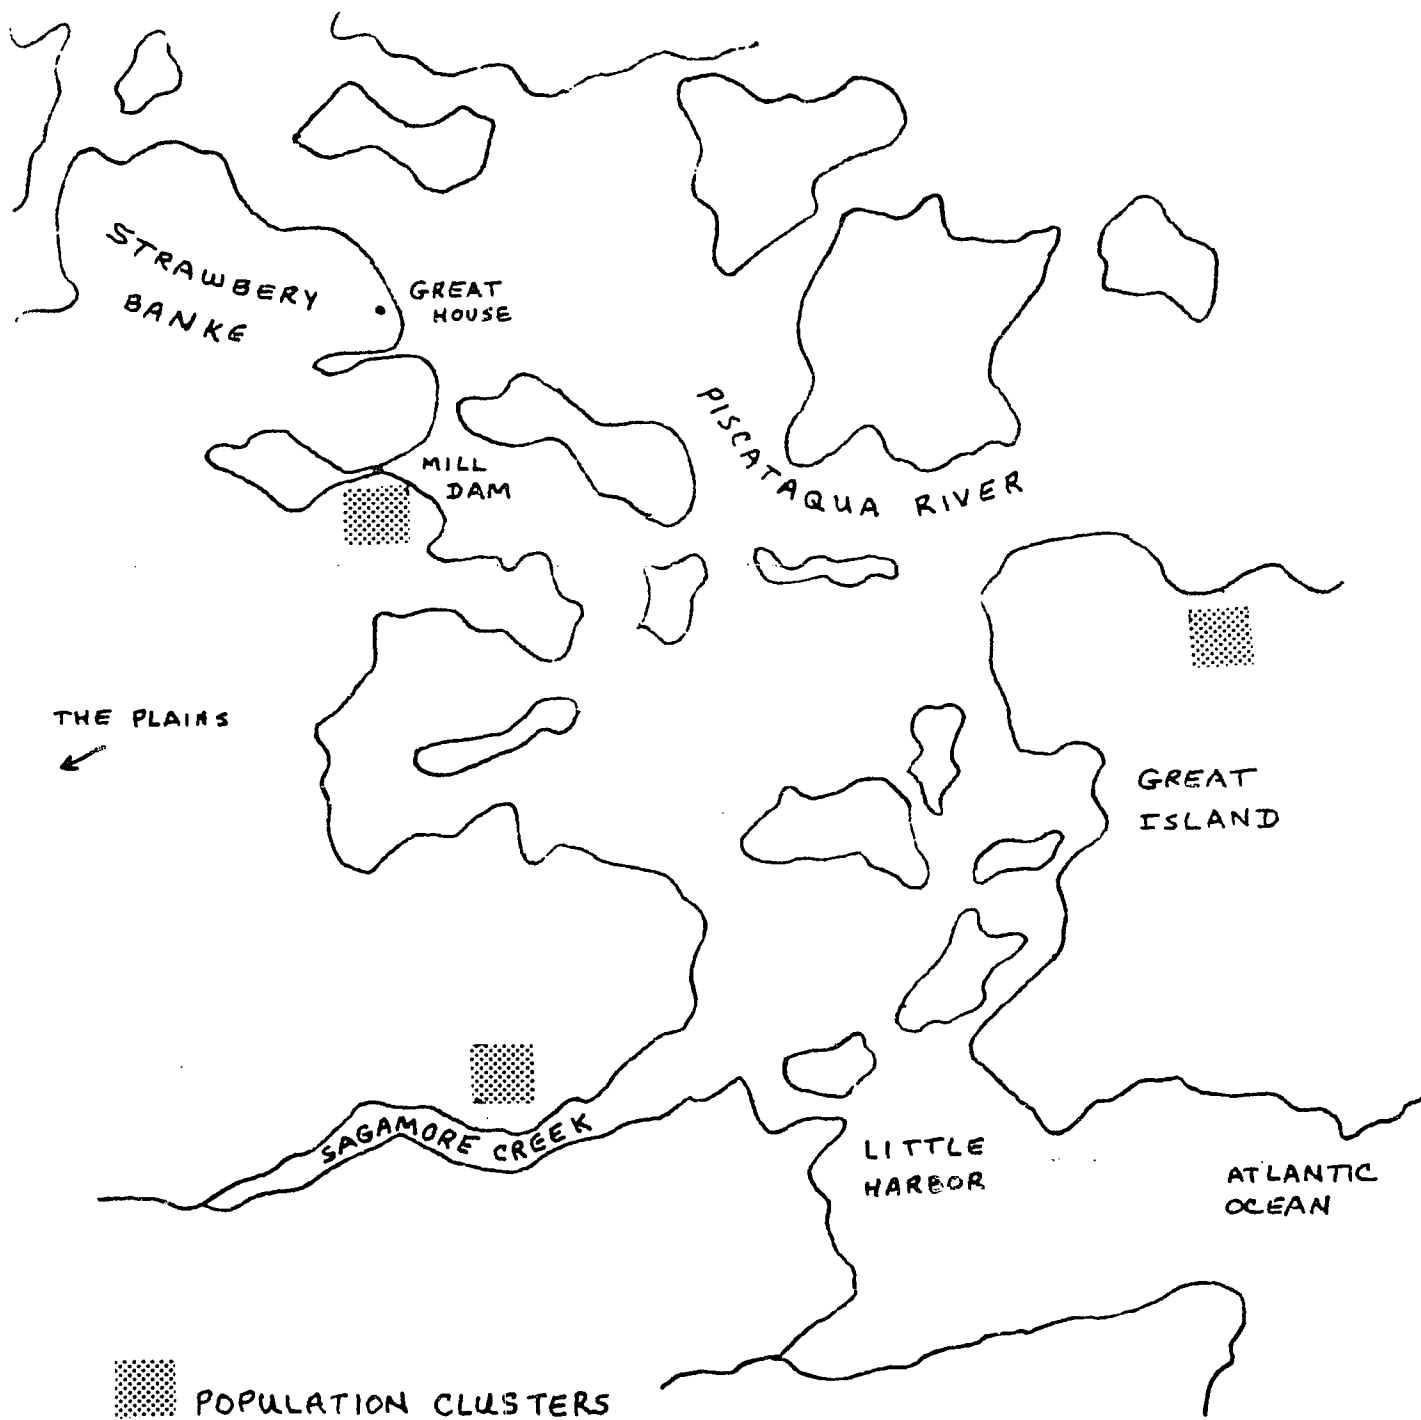 STRAWBERY
BANKE
GREAT
HOUSE
PISCATAQUA RIVER
MILL
DAM
THE PLAINS
GREAT
ISLAND
SAGAMORE CREEK
LITTLE
HARBOR
ATLANTIC
OCEAN
POPULATION CLUSTERS